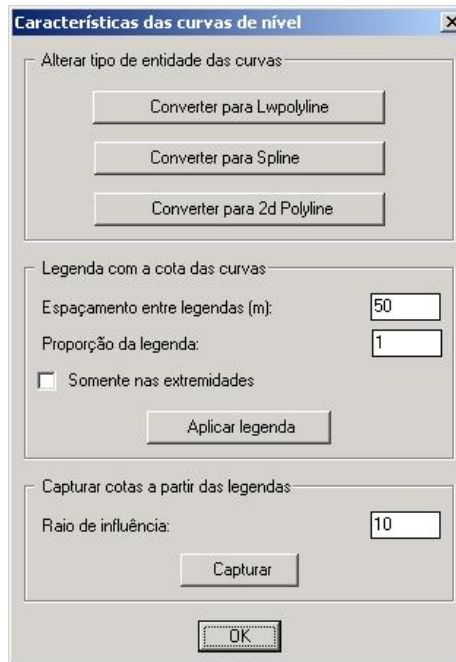 Características das curvas de nível
Alterar tipo de entidade das curvas
Converter para Lwpolyline
Converter para Spline
Converter para 2d Polyline
Legenda com a cota das curvas
Espaçamento entre legendas (m): 50
Proporção da legenda: 1
Somente nas extremidades
Aplicar legenda
Capturar cotas a partir das legendas
Raio de influência: 10
Capturar
OK